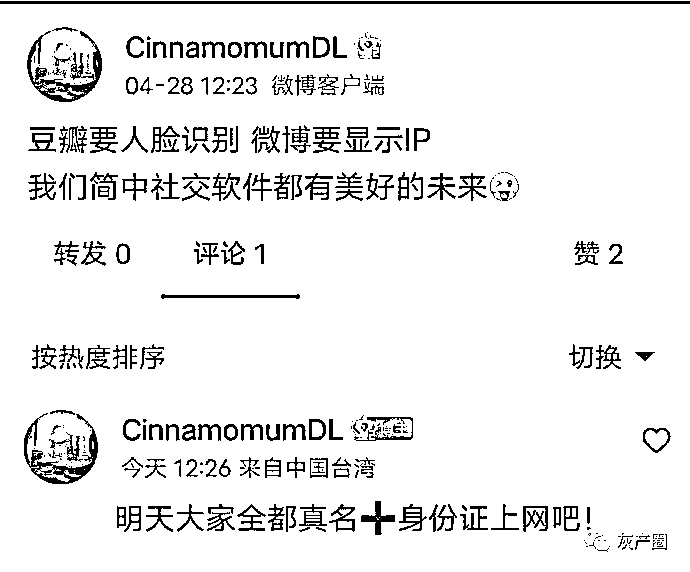 CinnamomumDL
04-28 12:23 微博客户端
豆瓣要人脸识别 微博要显示IP
我们简中社交软件都有美好的未来😜
转发 0 评论 1 赞 2
按热度排序 切换
CinnamomumDL 博主
今天 12:26 来自中国台湾
明天大家全都真名➕身份证上网吧!
灰产圈